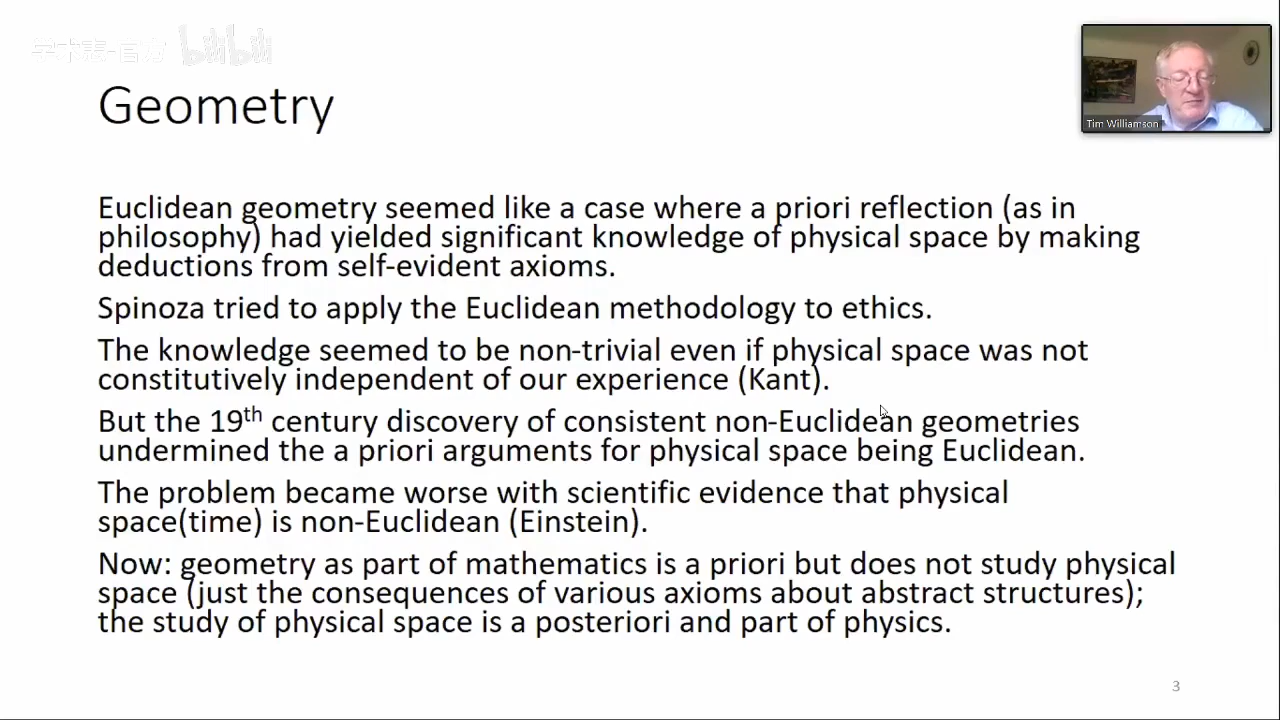 学术志-官方 bilibili
Geometry
Tim Williamson
Euclidean geometry seemed like a case where a priori reflection (as in
philosophy) had yielded significant knowledge of physical space by making
deductions from self-evident axioms.
Spinoza tried to apply the Euclidean methodology to ethics.
The knowledge seemed to be non-trivial even if physical space was not
constitutively independent of our experience (Kant).
But the 19th century discovery of consistent non-Euclidean geometries
undermined the a priori arguments for physical space being Euclidean.
The problem became worse with scientific evidence that physical
space(time) is non-Euclidean (Einstein).
Now: geometry as part of mathematics is a priori but does not study physical
space (just the consequences of various axioms about abstract structures);
the study of physical space is a posteriori and part of physics.
3